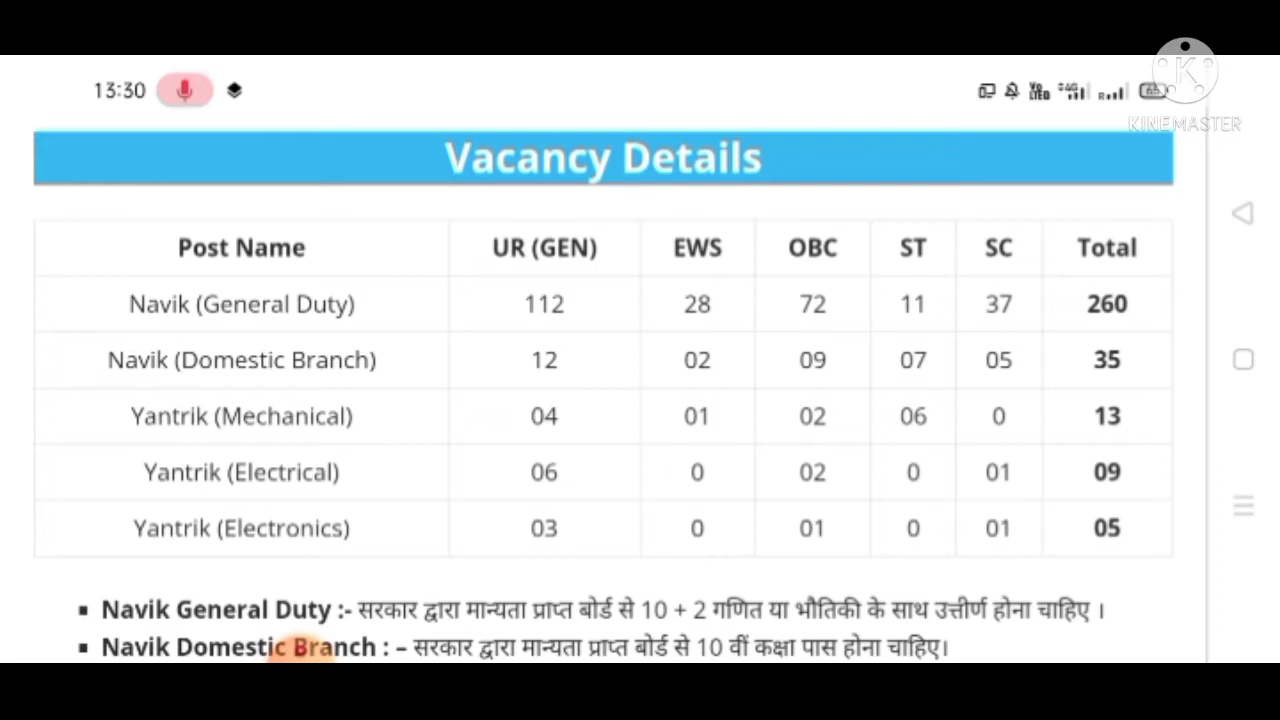 13:30
KINEMASTER
Vacancy Details
Post Name UR (GEN) EWS OBC ST SC Total
Navik (General Duty) 112 28 72 11 37 260
Navik (Domestic Branch) 12 02 09 07 05 35
Yantrik (Mechanical) 04 01 02 06 0 13
Yantrik (Electrical) 06 0 02 0 01 09
Yantrik (Electronics) 03 0 01 0 01 05
▪ Navik General Duty :- सरकार द्वारा मान्यता प्राप्त बोर्ड से 10 + 2 गणित या भौतिकी के साथ उत्तीर्ण होना चाहिए ।
▪ Navik Domestic Branch : – सरकार द्वारा मान्यता प्राप्त बोर्ड से 10 वीं कक्षा पास होना चाहिए।